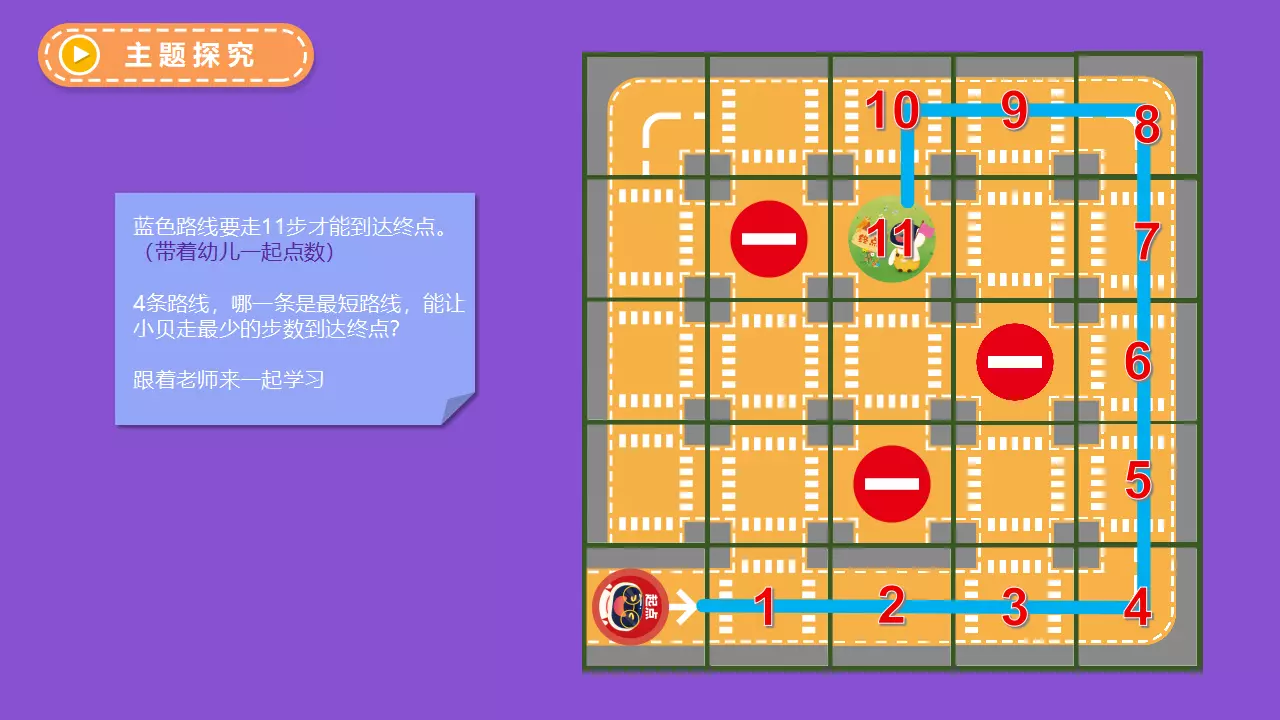 主题探究
蓝色路线要走11步才能到达终点。
（带着幼儿一起点数）
4条路线，哪一条是最短路线，能让
小贝走最少的步数到达终点?
跟着老师来一起学习
10
9
8
终点
11
7
6
5
起点
1
2
3
4